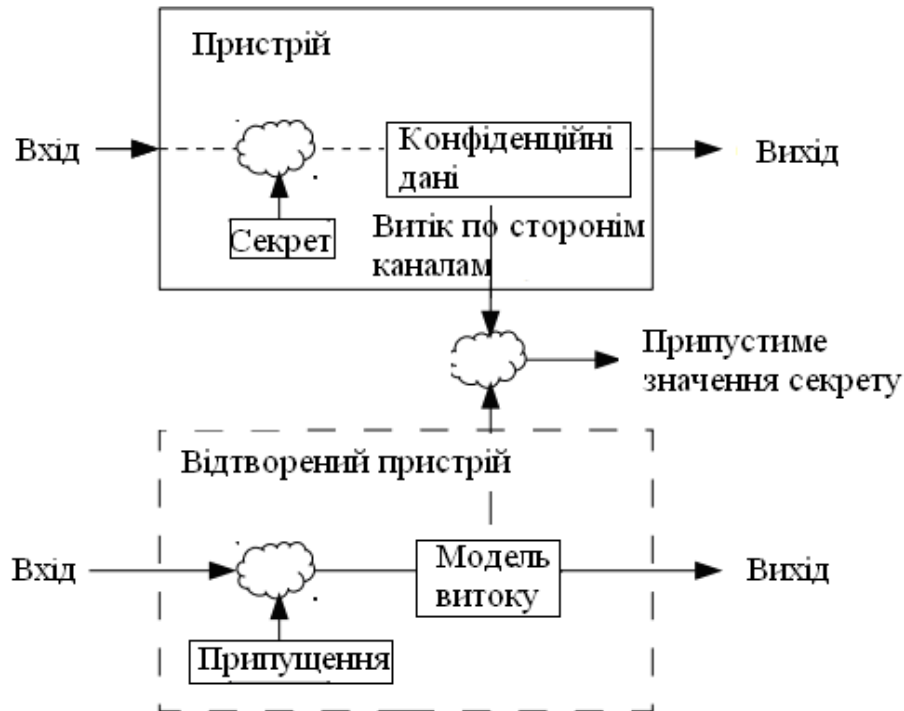 Пристрій
Вхід
Конфіденційні
дані
Вихід
Секрет
Витік по сторонім
каналам
Припустиме
значення секрету
Відтворений пристрій
Вхід
Модель
витоку
Вихід
Припущення